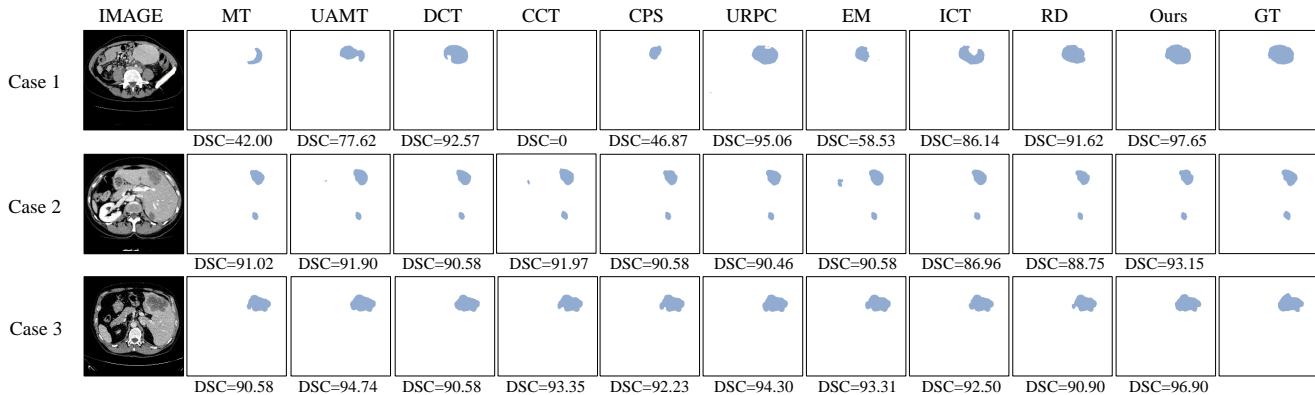 IMAGE MT UAMT DCT CCT CPS URPC EM ICT RD Ours GT
Case 1
DSC=42.00 DSC=77.62 DSC=92.57 DSC=0 DSC=46.87 DSC=95.06 DSC=58.53 DSC=86.14 DSC=91.62 DSC=97.65
Case 2
DSC=91.02 DSC=91.90 DSC=90.58 DSC=91.97 DSC=90.58 DSC=90.46 DSC=90.58 DSC=86.96 DSC=88.75 DSC=93.15
Case 3
DSC=90.58 DSC=94.74 DSC=90.58 DSC=93.35 DSC=92.23 DSC=94.30 DSC=93.31 DSC=92.50 DSC=90.90 DSC=96.90